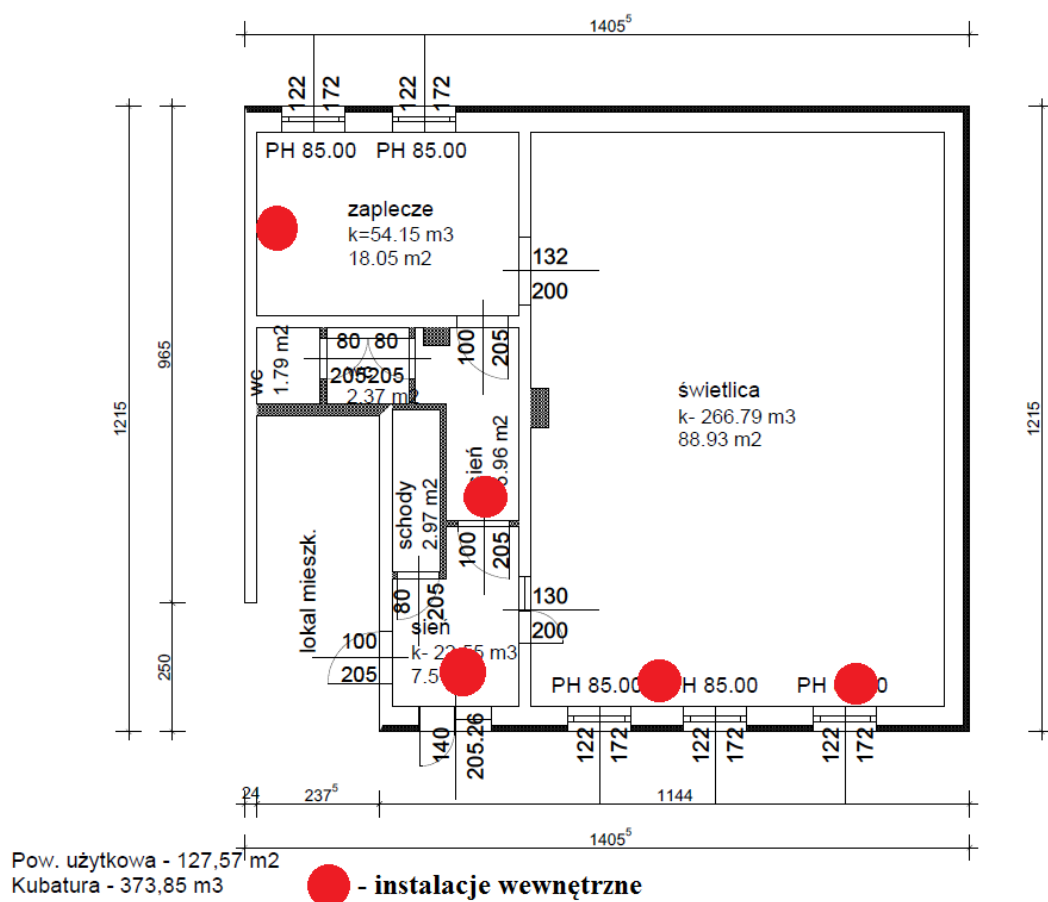 1405⁵
122 172 122 172
PH 85.00 PH 85.00
zaplecze
k=54.15 m3
18.05 m2
132
200
965
1215
1215
wc
1.79 m2
80 80
205 205
2.37 m2
100 205
świetlica
k- 266.79 m3
88.93 m2
sień
schody
2.97 m2
100 205
lokal mieszk.
80 205
130
200
sień
100
205
250
PH 85.00
PH
140
205.26
122 172 122 172 122 172
24 237⁵ 1144
1405⁵
Pow. użytkowa - 127,57 m2
Kubatura - 373,85 m3
- instalacje wewnętrzne